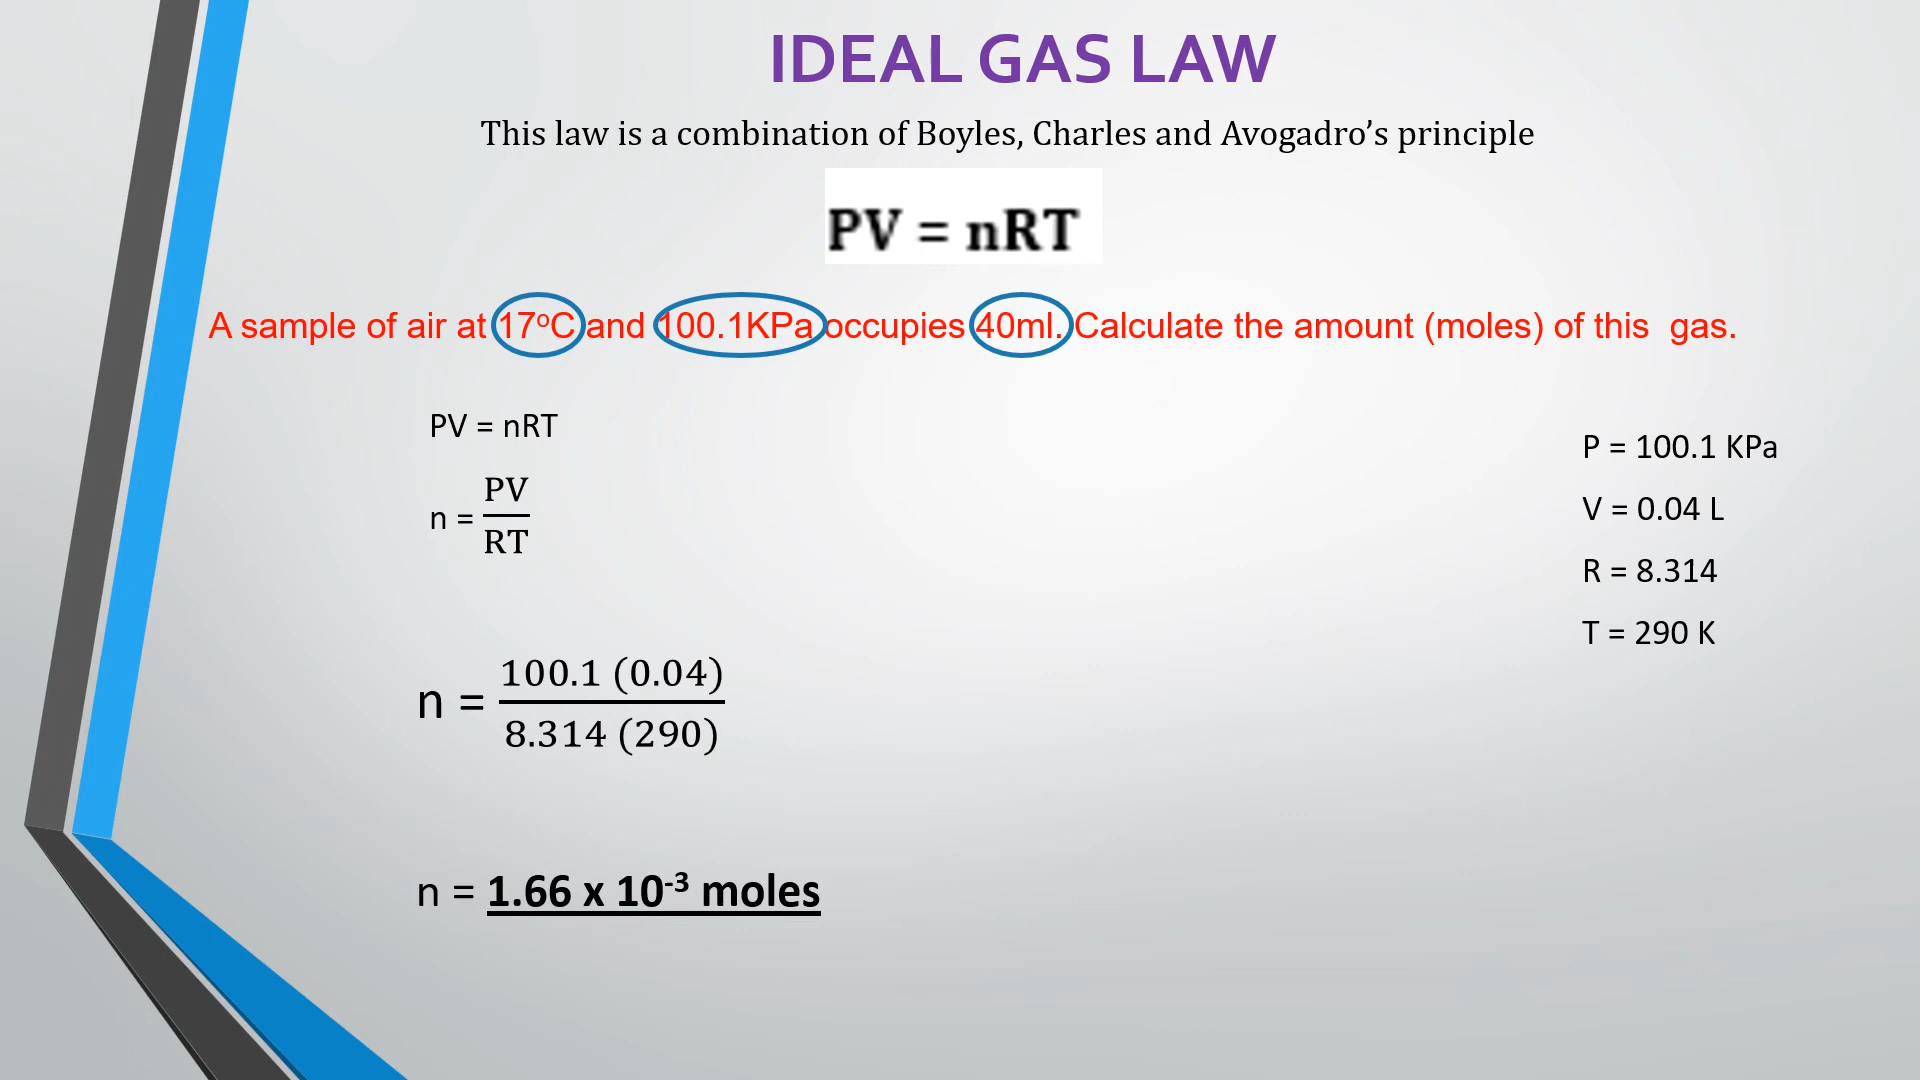 IDEAL GAS LAW
This law is a combination of Boyles, Charles and Avogadro’s principle
PV = nRT
A sample of air at 17ºC and 100.1KPa occupies 40ml. Calculate the amount (moles) of this  gas.
PV = nRT
n = PV/RT
n = 100.1 (0.04)/8.314 (290)
n = 1.66 x 10⁻³ moles
P = 100.1 KPa
V = 0.04 L
R = 8.314
T = 290 K